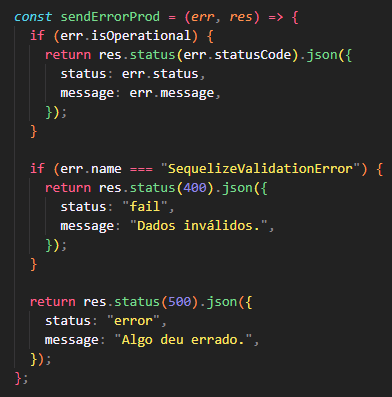 const sendErrorProd = (err, res) => {
  if (err.isOperational) {
    return res.status(err.statusCode).json({
      status: err.status,
      message: err.message,
    });
  }

  if (err.name === "SequelizeValidationError") {
    return res.status(400).json({
      status: "fail",
      message: "Dados inválidos.",
    });
  }

  return res.status(500).json({
    status: "error",
    message: "Algo deu errado.",
  });
};